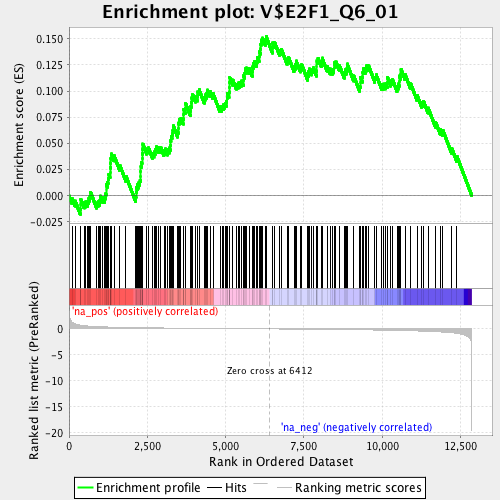 Enrichment plot: V$E2F1_Q6_01
Enrichment score (ES)
0.150
0.125
0.100
0.075
0.050
0.025
0.000
-0.025
'na_pos' (positively correlated)
Ranked list metric (PreRanked)
0
-5
-10
-15
-20
Zero cross at 6412
'na_neg' (negatively correlated)
0 2,500 5,000 7,500 10,000 12,500
Rank in Ordered Dataset
Enrichment profile Hits Ranking metric scores